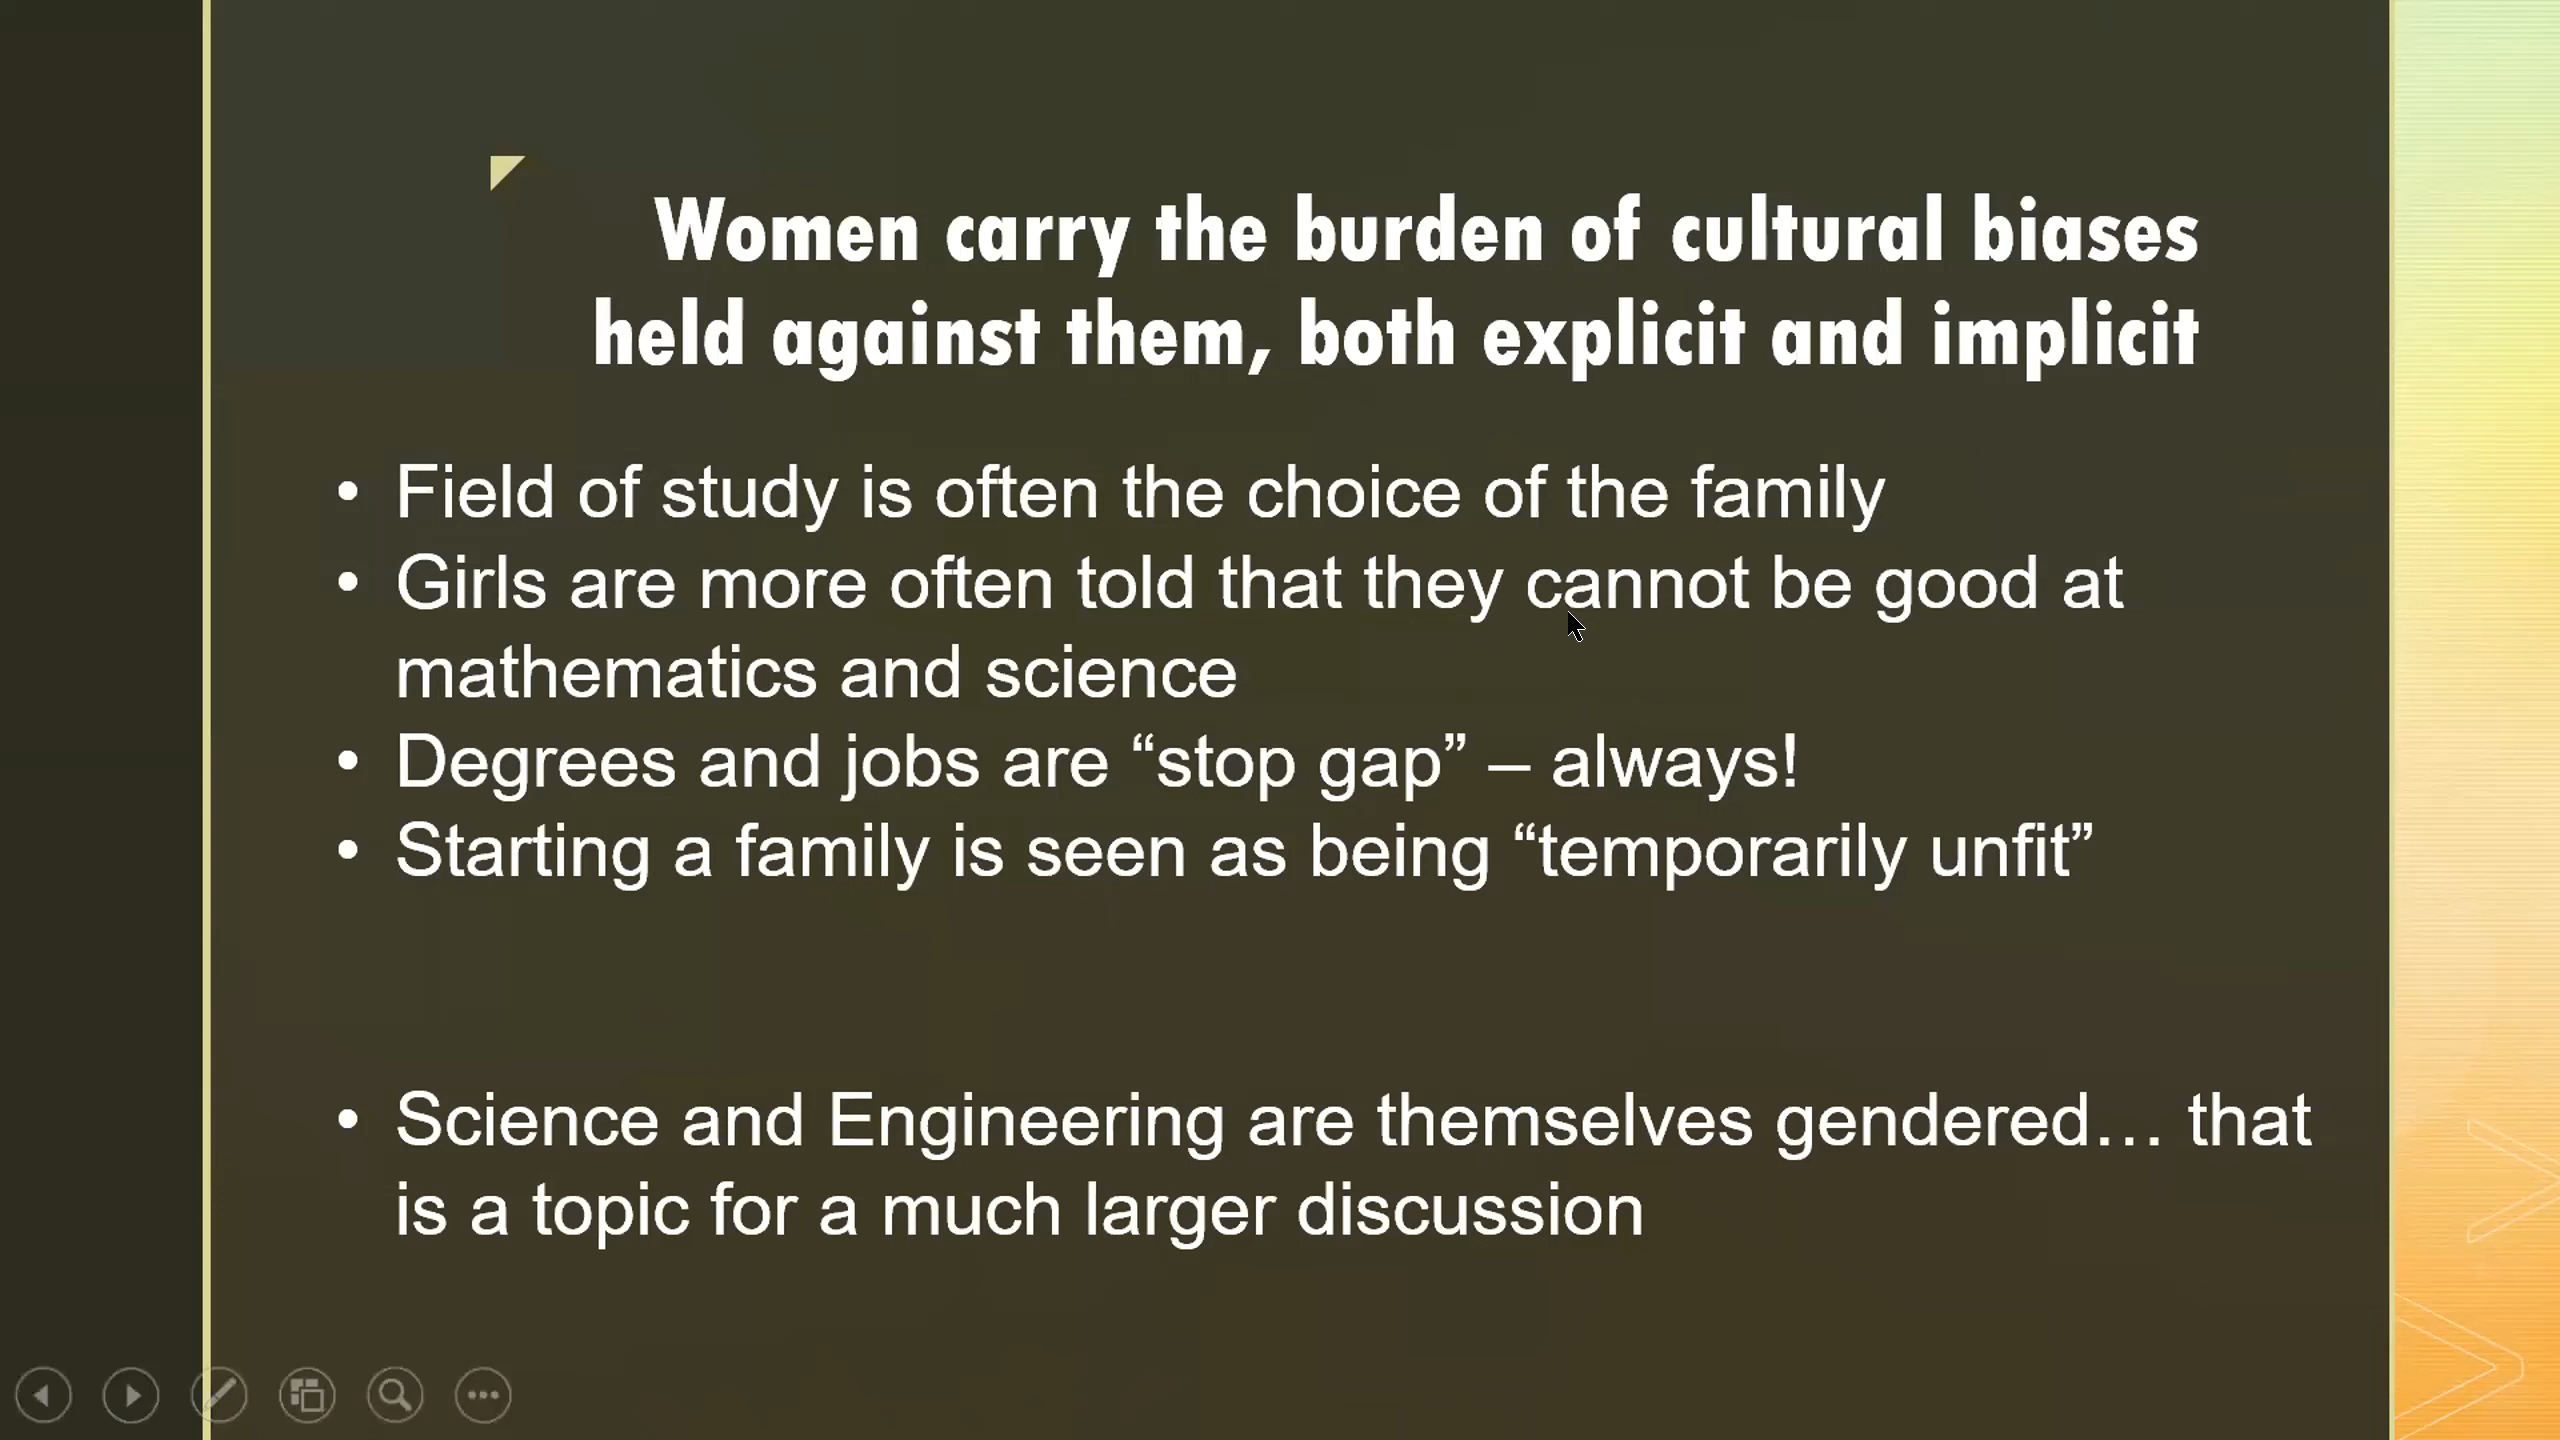 Women carry the burden of cultural biases
held against them, both explicit and implicit
• Field of study is often the choice of the family
• Girls are more often told that they cannot be good at
mathematics and science
• Degrees and jobs are “stop gap” – always!
• Starting a family is seen as being “temporarily unfit”
• Science and Engineering are themselves gendered… that
is a topic for a much larger discussion